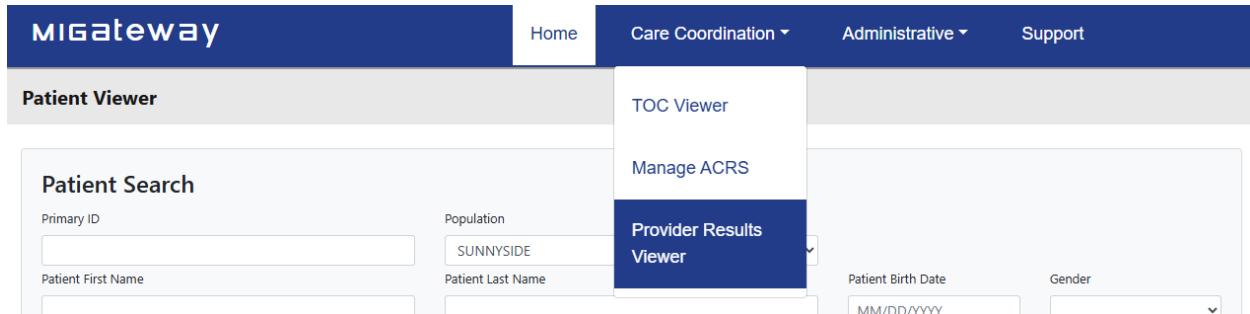 MIGateway
Home
Care Coordination
Administrative
Support
Patient Viewer
TOC Viewer
Manage ACRS
Provider Results
Viewer
Patient Search
Primary ID
Population
SUNNYSIDE
Patient First Name
Patient Last Name
Patient Birth Date
Gender
MM/DD/YYYY